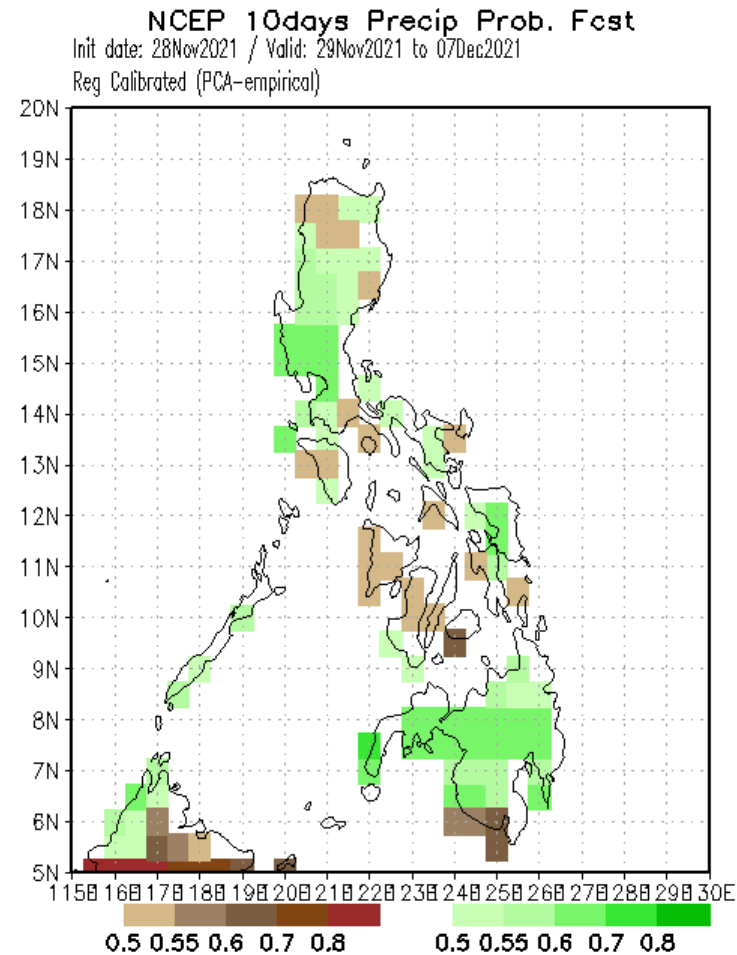 NCEP 10days Precip Prob. Fcst
Init date: 28Nov2021 / Valid: 29Nov2021 to 07Dec2021
Reg Calibrated (PCA-empirical)
20N
19N
18N
17N
16N
15N
14N
13N
12N
11N
10N
9N
8N
7N
6N
5N
115E 116E 117E 118E 119E 120E 121E 122E 123E 124E 125E 126E 127E 128E 129E 130E
0.5 0.55 0.6 0.7 0.8 0.5 0.55 0.6 0.7 0.8